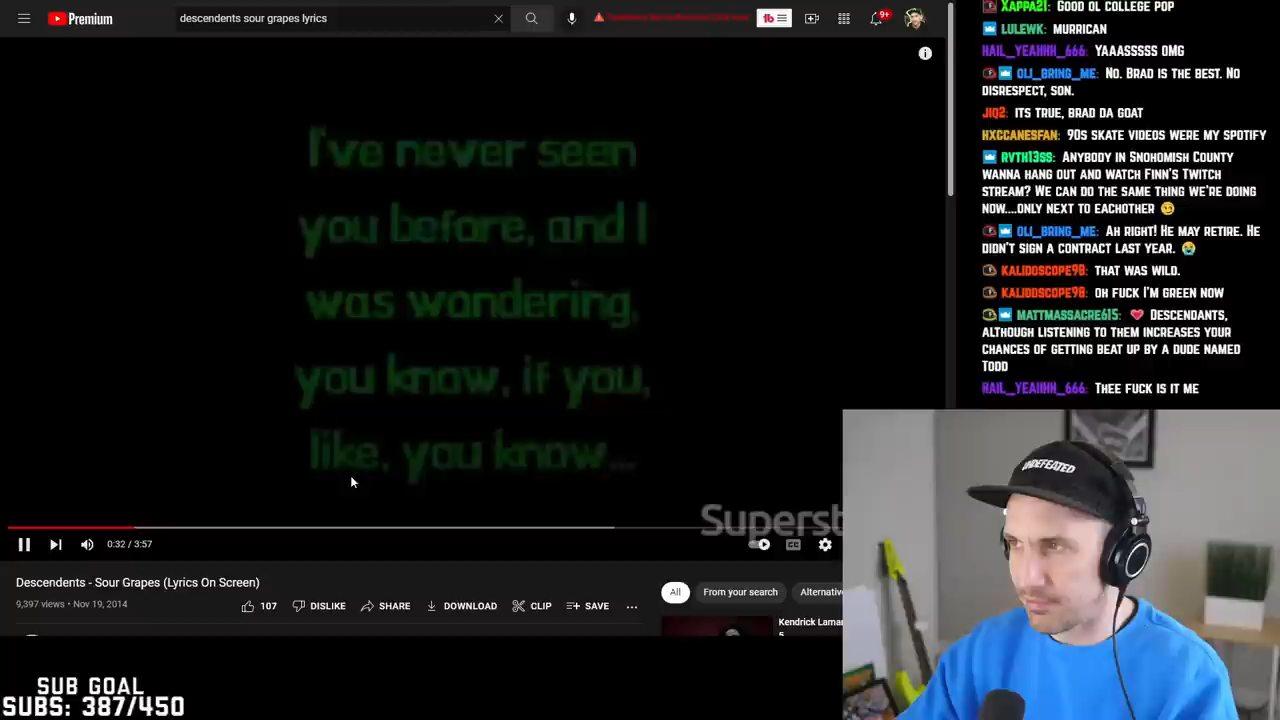 Premium
descendents sour grapes lyrics
9+
I've never seen
you before, and I
was wondering,
you know, if you,
like, you know...
Superst
0:32 / 3:57
Descendents - Sour Grapes (Lyrics On Screen)
9,397 views • Nov 19, 2014
107
DISLIKE
SHARE
DOWNLOAD
CLIP
SAVE
All
From your search
Alternativ
Kendrick Lamar
5
SUB GOAL
SUBS: 387/450
XAPPA21: GOOD OL COLLEGE POP
LULEWK: MURRICAN
HAIL_YEAHHH_666: YAAASSSSS OMG
OLI_BRING_ME: NO. BRAD IS THE BEST. NO
DISRESPECT, SON.
JIQ2: ITS TRUE, BRAD DA GOAT
HXCCANESFAN: 90S SKATE VIDEOS WERE MY SPOTIFY
RVTH13SS: ANYBODY IN SNOHOMISH COUNTY
WANNA HANG OUT AND WATCH FINN'S TWITCH
STREAM? WE CAN DO THE SAME THING WE'RE DOING
NOW....ONLY NEXT TO EACHOTHER
OLI_BRING_ME: AH RIGHT! HE MAY RETIRE. HE
DIDN'T SIGN A CONTRACT LAST YEAR.
KALIDOSCOPE98: THAT WAS WILD.
KALIDOSCOPE98: OH FUCK I'M GREEN NOW
MATTMASSACRE615: DESCENDANTS,
ALTHOUGH LISTENING TO THEM INCREASES YOUR
CHANCES OF GETTING BEAT UP BY A DUDE NAMED
TODD
HAIL_YEAHHH_666: THEE FUCK IS IT ME
UNDEFEATED